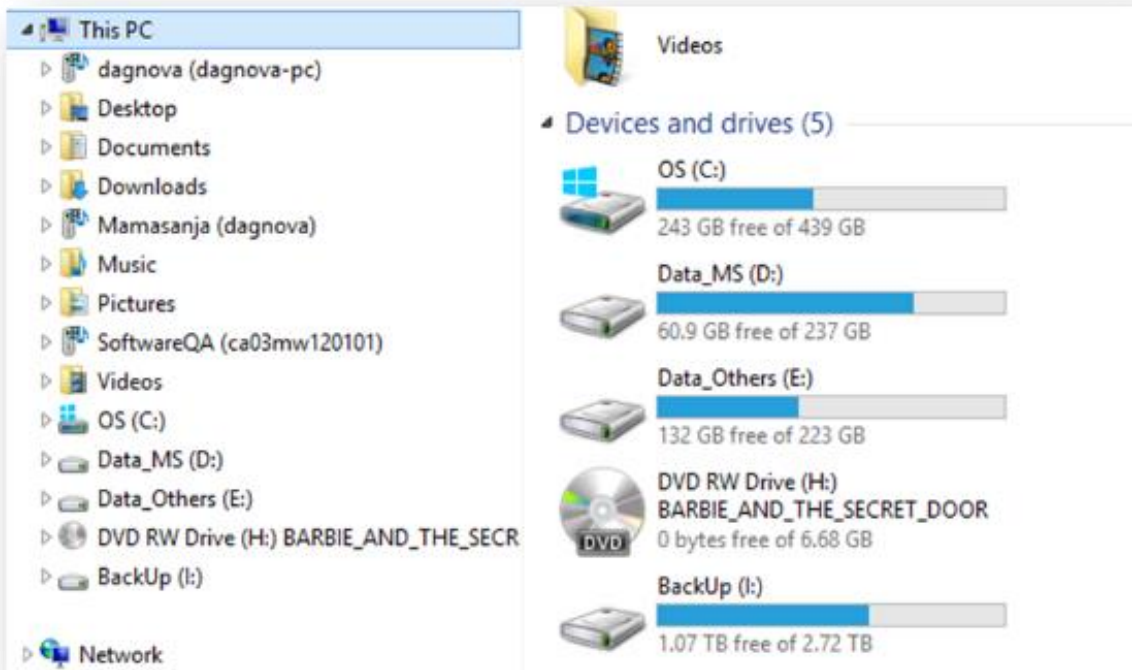 This PC
dagnova (dagnova-pc)
Desktop
Documents
Downloads
Mamasanja (dagnova)
Music
Pictures
SoftwareQA (ca03mw120101)
Videos
OS (C:)
Data_MS (D:)
Data_Others (E:)
DVD RW Drive (H:) BARBIE_AND_THE_SECR
BackUp (I:)
Network
Videos
Devices and drives (5)
OS (C:)
243 GB free of 439 GB
Data_MS (D:)
60.9 GB free of 237 GB
Data_Others (E:)
132 GB free of 223 GB
DVD RW Drive (H:)
BARBIE_AND_THE_SECRET_DOOR
DVD
0 bytes free of 6.68 GB
BackUp (I:)
1.07 TB free of 2.72 TB